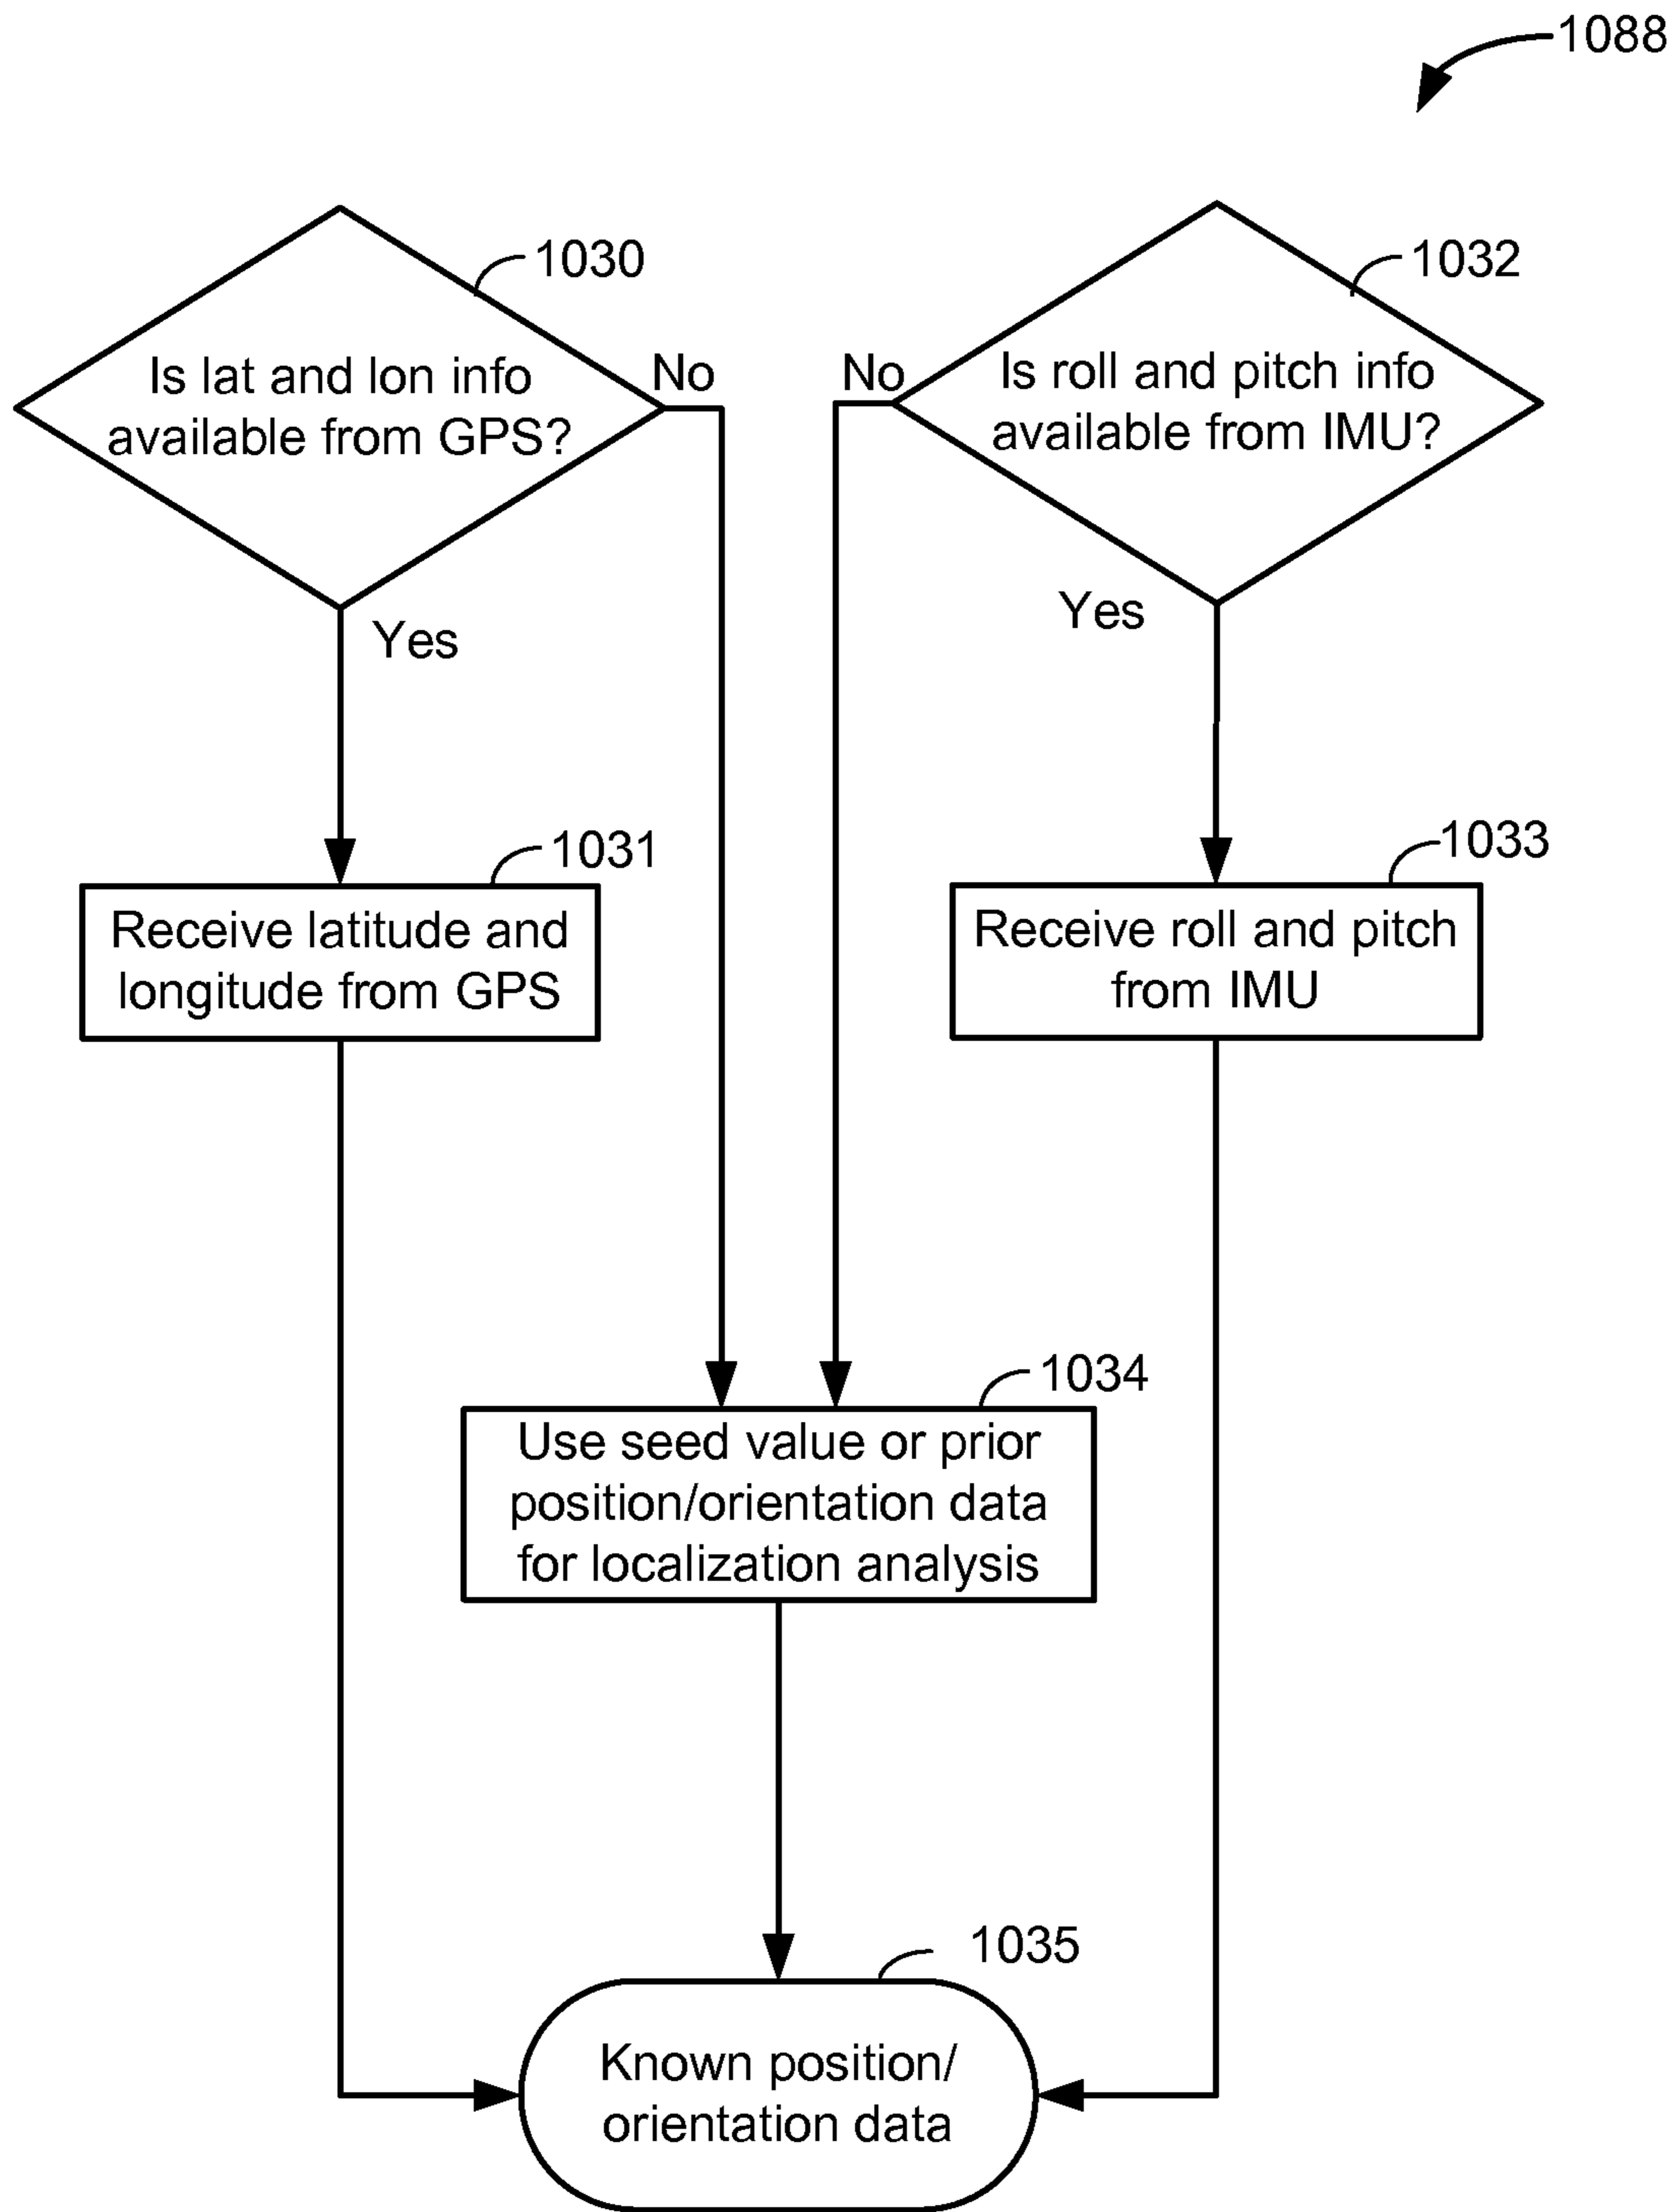 1088
1030
Is lat and lon info
available from GPS?
No
Yes
1032
Is roll and pitch info
available from IMU?
No
Yes
1031
Receive latitude and
longitude from GPS
1033
Receive roll and pitch
from IMU
1034
Use seed value or prior
position/orientation data
for localization analysis
1035
Known position/
orientation data